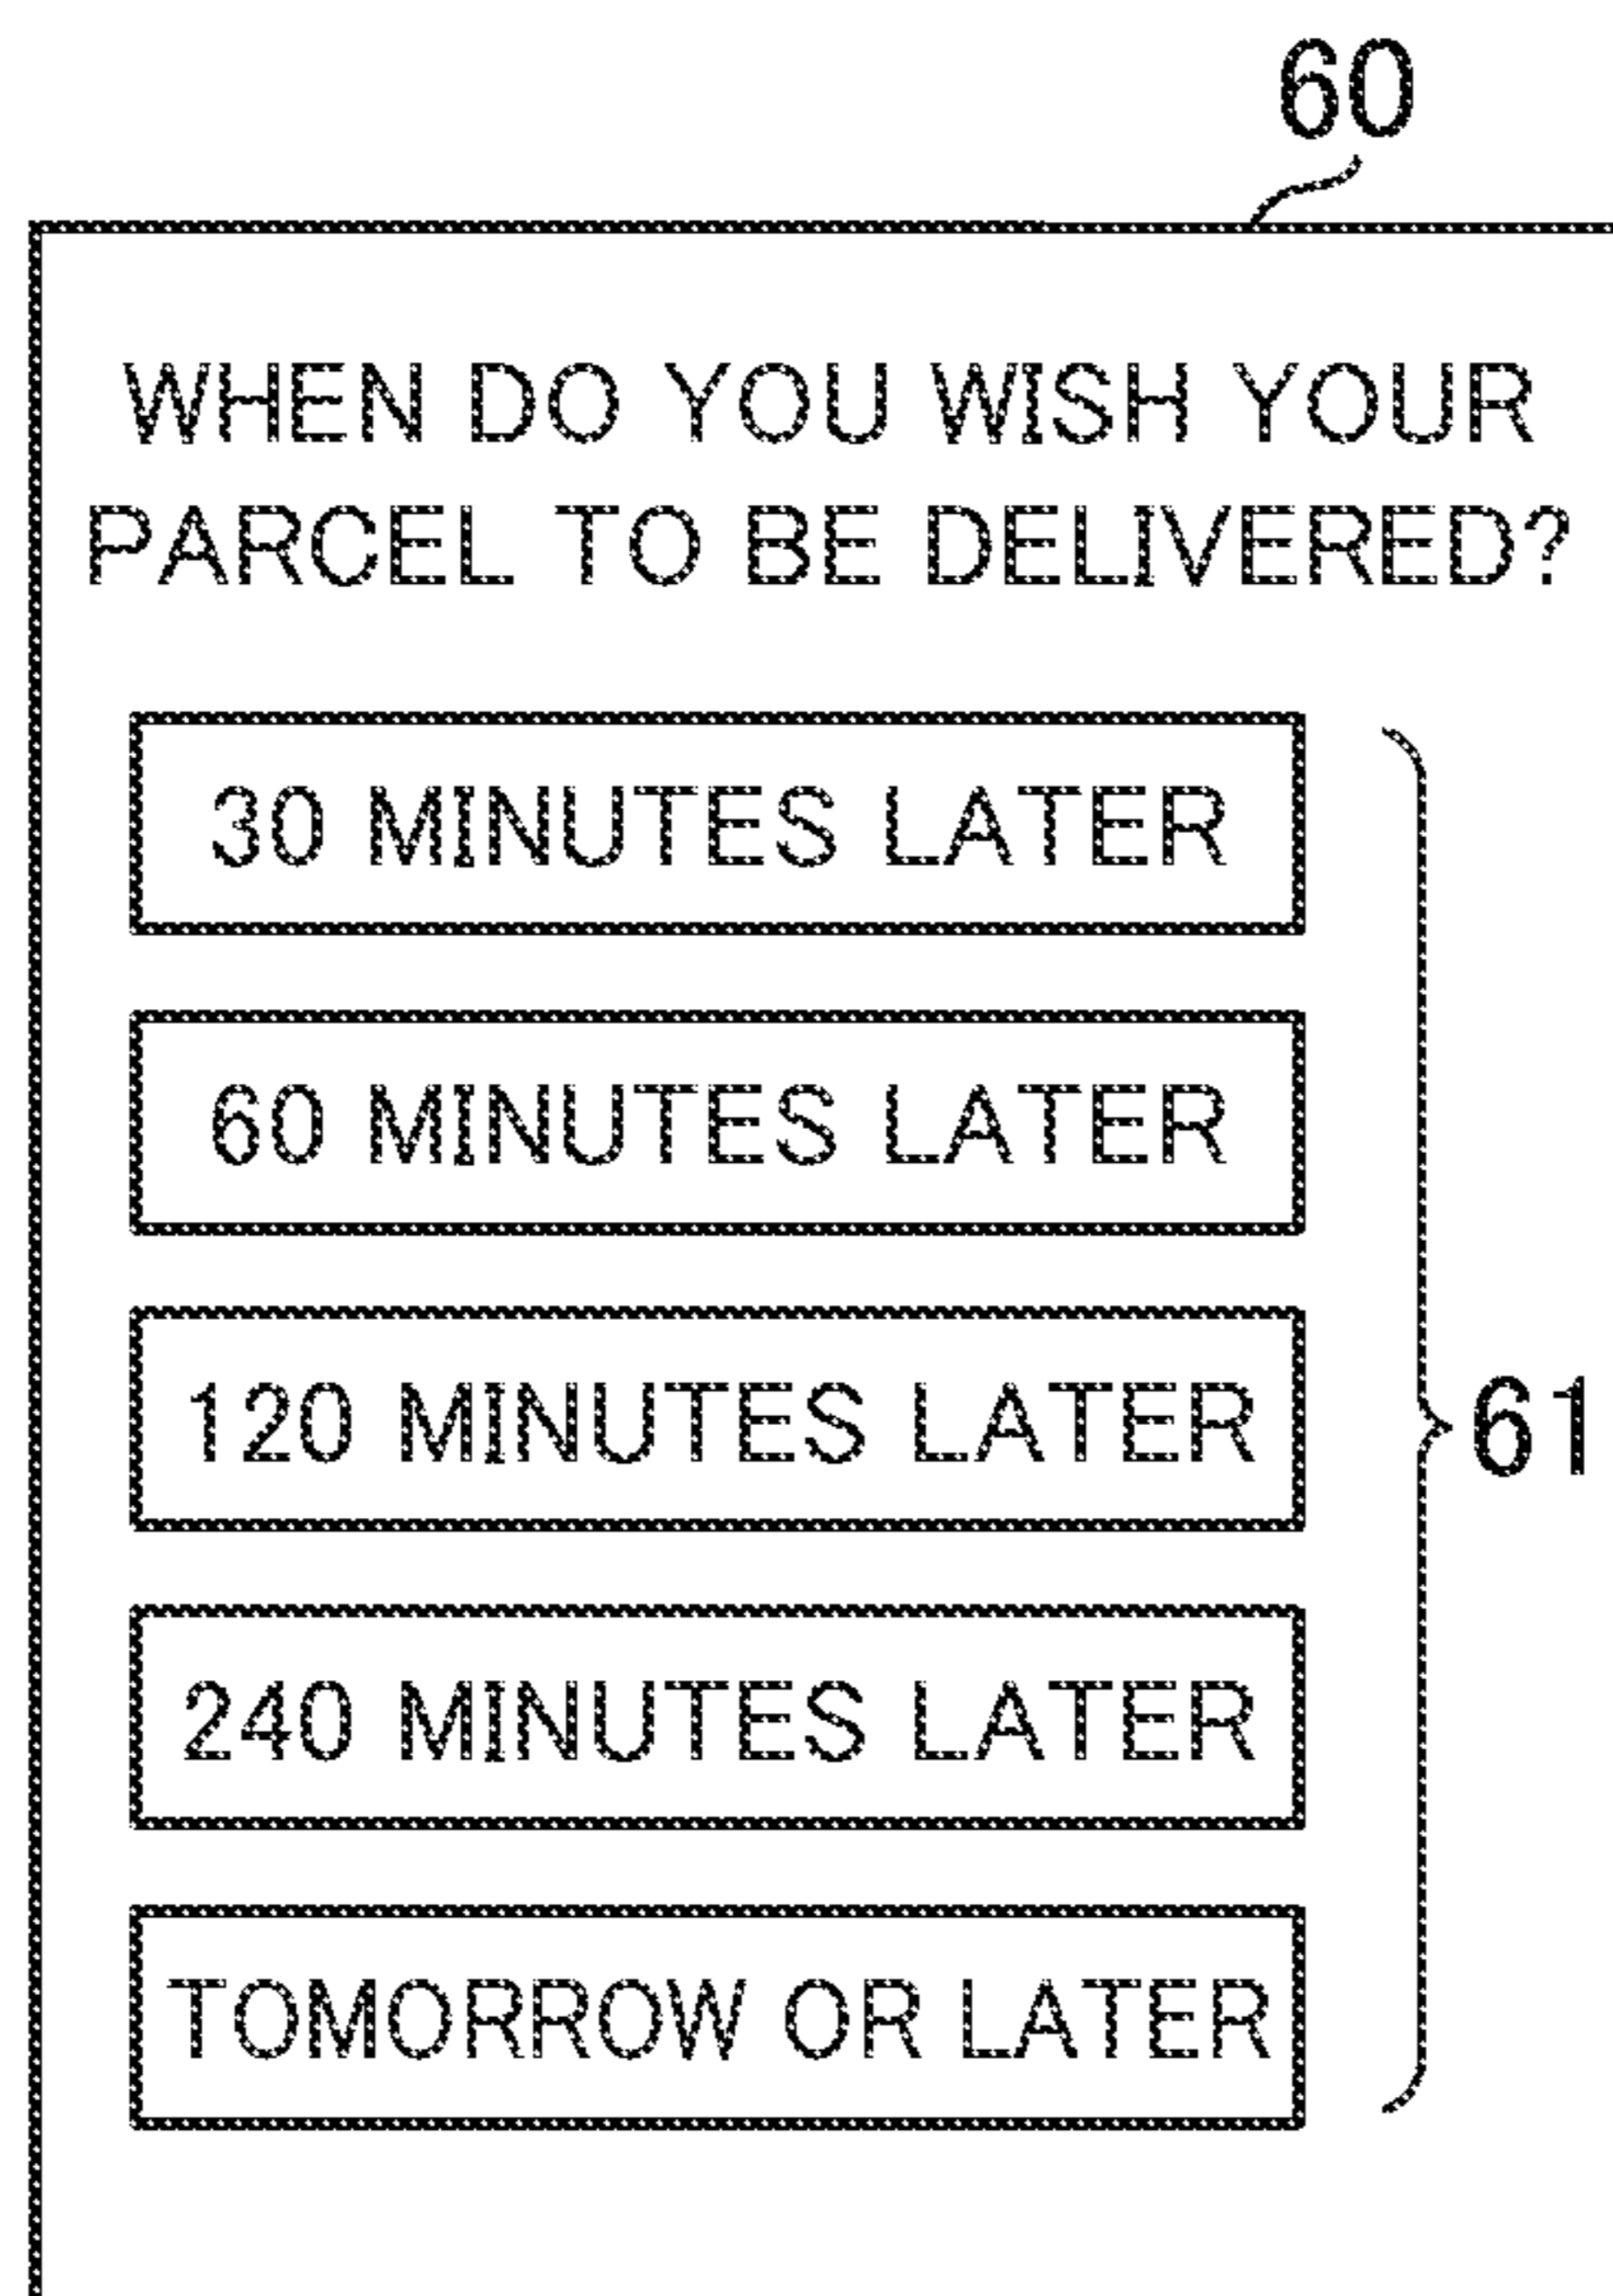 60
WHEN DO YOU WISH YOUR
PARCEL TO BE DELIVERED?
30 MINUTES LATER
60 MINUTES LATER
120 MINUTES LATER
61
240 MINUTES LATER
TOMORROW OR LATER